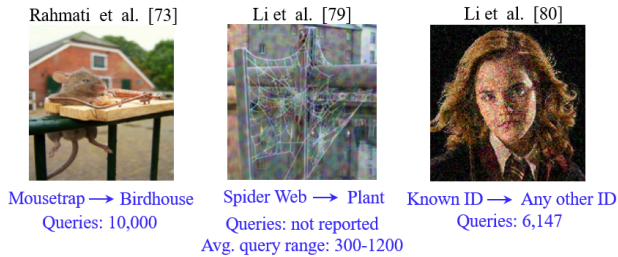 Rahmati et al. [73]
Li et al. [79]
Li et al. [80]
Mousetrap → Birdhouse
Queries: 10,000
Spider Web → Plant
Queries: not reported
Avg. query range: 300-1200
Known ID → Any other ID
Queries: 6,147